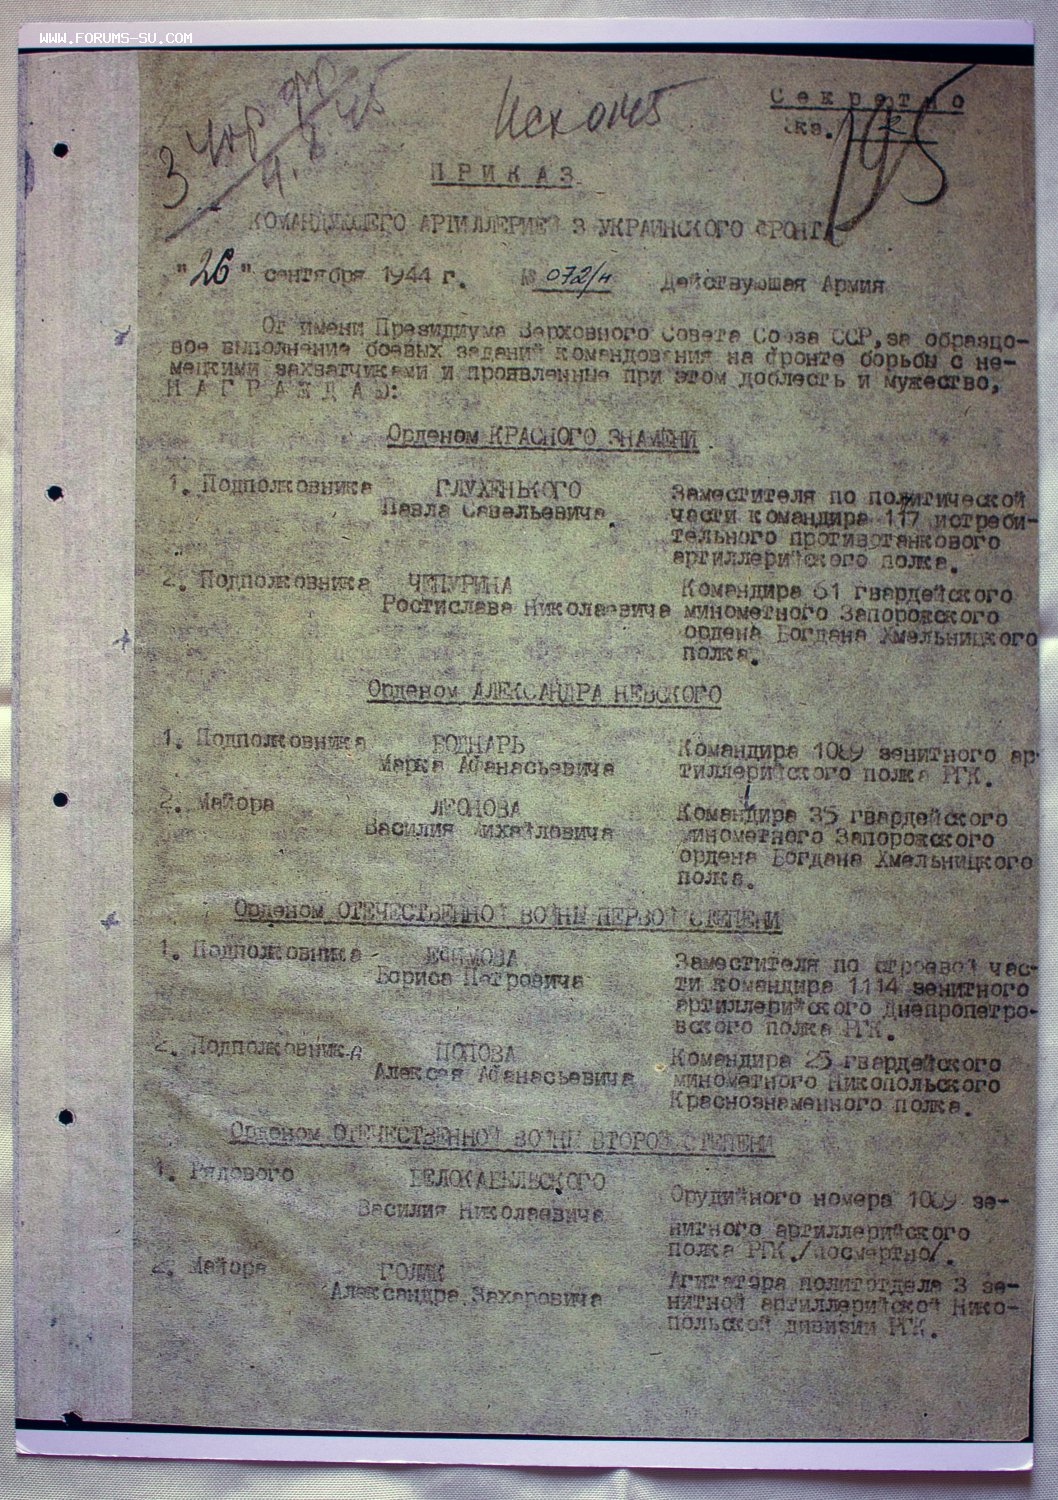 WWW.FORUMS-SU.COM
Секретно
экз. 2
195
ПРИКАЗ
КОМАНДУЮЩЕГО АРТИЛЛЕРИЕЙ 3 УКРАИНСКОГО ФРОНТА
"26" сентября 1944 г. № 072/н Действующая Армия
От имени Президиума Верховного Совета Союза ССР, за образцо-
вое выполнение боевых заданий командования на фронте борьбы с не-
мецкими захватчиками и проявленные при этом доблесть и мужество,
НАГРАЖДАЮ:
Орденом КРАСНОГО ЗНАМЕНИ.
1. Подполковника ГЛУХЕНЬКОГО Павла Савельевича.
Заместителя по политической
части командира 117 истреби-
тельного противотанкового
артиллерийского полка.
2. Подполковника ЧЕПУРИНА Ростислава Николаевича
Командира 61 гвардейского
минометного Запорожского
ордена Богдана Хмельницкого
полка.
Орденом АЛЕКСАНДРА НЕВСКОГО
1. Подполковника БОДНАРЬ Марка Афанасьевича
Командира 1089 зенитного ар-
тиллерийского полка РГК.
2. Майора ЛЕОНОВА Василия Михайловича
Командира 35 гвардейского
минометного Запорожского
ордена Богдана Хмельницкого
полка.
Орденом ОТЕЧЕСТВЕННОЙ ВОЙНЫ ПЕРВОЙ СТЕПЕНИ
1. Подполковника - ЕФИМОВА Бориса Петровича
Заместителя по строевой час-
ти командира 1114 зенитного
артиллерийского Днепропетро-
вского полка РГК.
2. Подполковника ПОПОВА Алексея Афанасьевича
Командира 25 гвардейского
минометного Никопольского
Краснознаменного полка.
Орденом ОТЕЧЕСТВЕННОЙ ВОЙНЫ ВТОРОЙ СТЕПЕНИ
1. Рядового БЕЛОКАБЫЛЬСКОГО Василия Николаевича
Орудийного номера 1089 зе-
нитного артиллерийского
полка РГК./посмертно/.
2. Майора ГОЛИК Александра Захаровича
Агитатора политотдела 3 зе-
нитной артиллерийской Нико-
польской дивизии РГК.